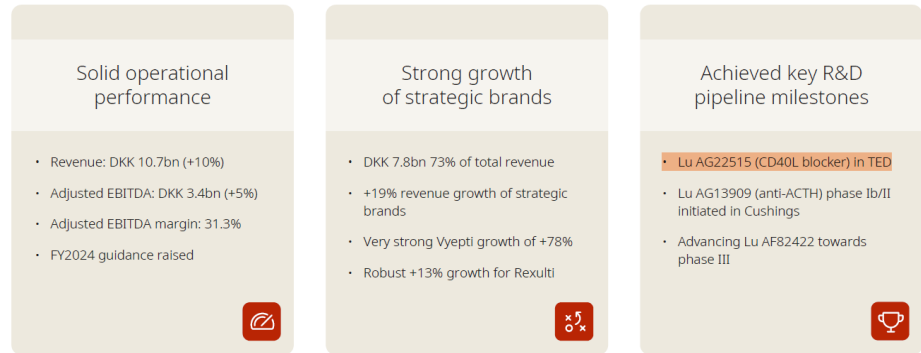 Solid operational
performance
• Revenue: DKK 10.7bn (+10%)
• Adjusted EBITDA: DKK 3.4bn (+5%)
• Adjusted EBITDA margin: 31.3%
• FY2024 guidance raised
Strong growth
of strategic brands
• DKK 7.8bn 73% of total revenue
• +19% revenue growth of strategic
brands
• Very strong Vyepti growth of +78%
• Robust +13% growth for Rexulti
Achieved key R&D
pipeline milestones
• Lu AG22515 (CD40L blocker) in TED
• Lu AG13909 (anti-ACTH) phase Ib/II
initiated in Cushings
• Advancing Lu AF82422 towards
phase III